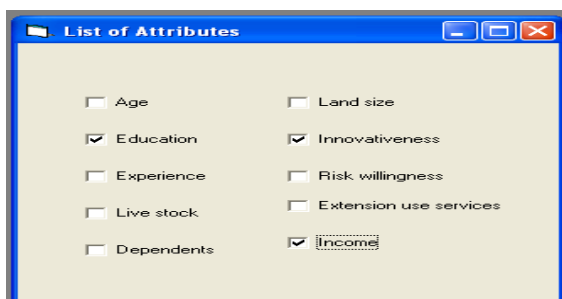 List of Attributes
Age
Land size
Education
Innovativeness
Experience
Risk willingness
Live stock
Extension use services
Dependents
Income